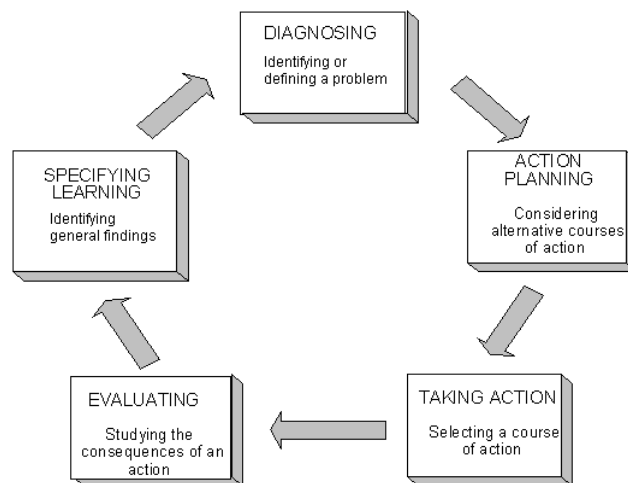 DIAGNOSING
Identifying or
defining a problem
ACTION
PLANNING
Considering
alternative courses
of action
TAKING ACTION
Selecting a course
of action
EVALUATING
Studying the
consequences of an
action
SPECIFYING
LEARNING
Identifying
general findings